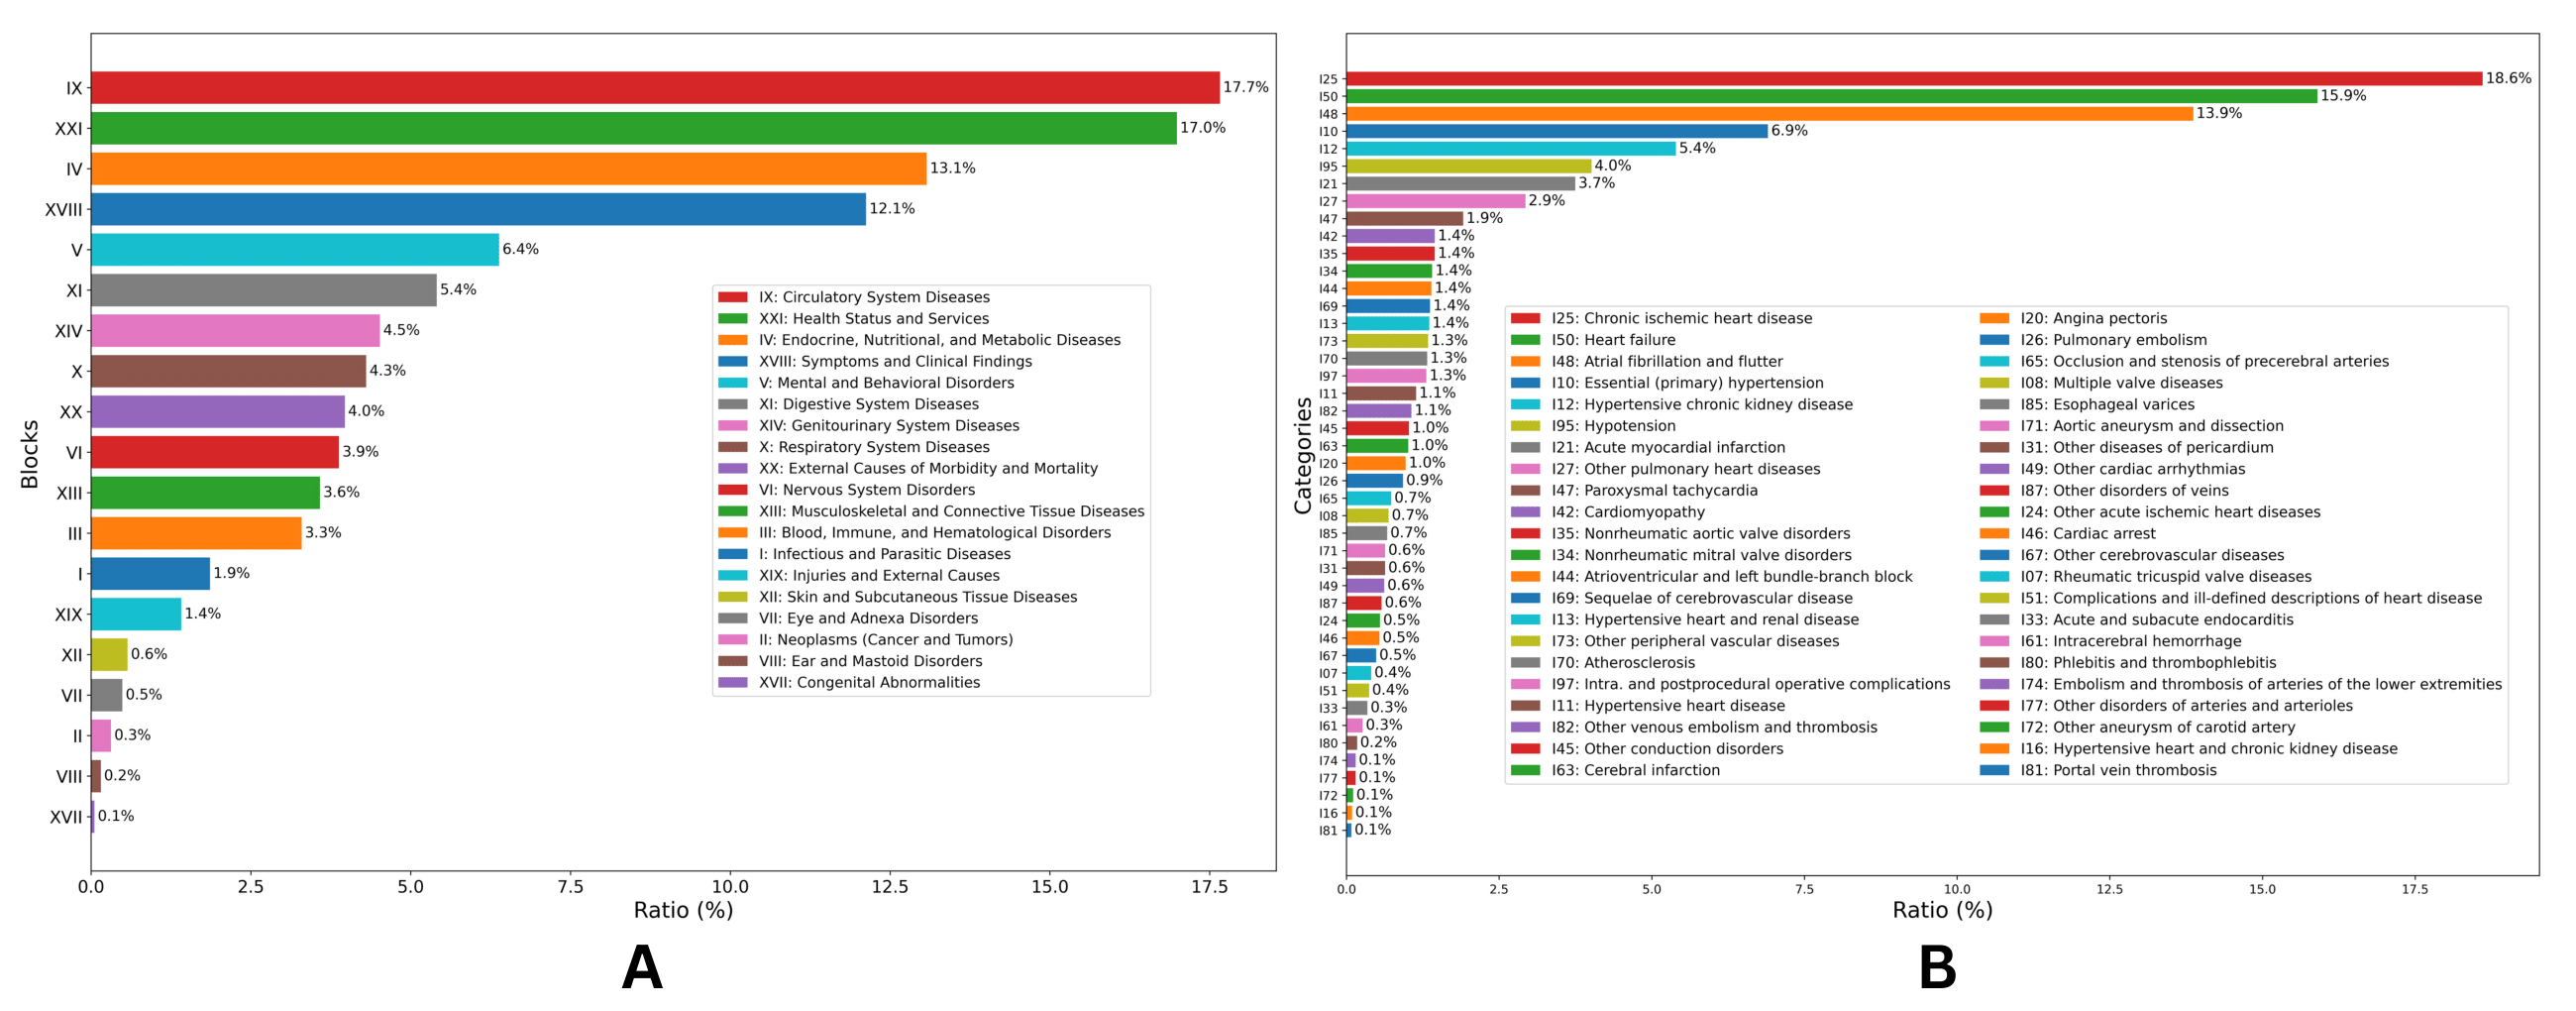 IX 17.7%
XXI 17.0%
IV 13.1%
XVIII 12.1%
V 6.4%
XI 5.4%
XIV 4.5%
X 4.3%
XX 4.0%
VI 3.9%
XIII 3.6%
III 3.3%
I 1.9%
XIX 1.4%
XII 0.6%
VII 0.5%
II 0.3%
VIII 0.2%
XVII 0.1%
Blocks
IX: Circulatory System Diseases
XXI: Health Status and Services
IV: Endocrine, Nutritional, and Metabolic Diseases
XVIII: Symptoms and Clinical Findings
V: Mental and Behavioral Disorders
XI: Digestive System Diseases
XIV: Genitourinary System Diseases
X: Respiratory System Diseases
XX: External Causes of Morbidity and Mortality
VI: Nervous System Disorders
XIII: Musculoskeletal and Connective Tissue Diseases
III: Blood, Immune, and Hematological Disorders
I: Infectious and Parasitic Diseases
XIX: Injuries and External Causes
XII: Skin and Subcutaneous Tissue Diseases
VII: Eye and Adnexa Disorders
II: Neoplasms (Cancer and Tumors)
VIII: Ear and Mastoid Disorders
XVII: Congenital Abnormalities
0.0 2.5 5.0 7.5 10.0 12.5 15.0 17.5
Ratio (%)
A
I25 18.6%
I50 15.9%
I48 13.9%
I10 6.9%
I12 5.4%
I95 4.0%
I21 3.7%
I27 2.9%
I47 1.9%
I42 1.4%
I35 1.4%
I34 1.4%
I44 1.4%
I69 1.4%
I13 1.4%
I73 1.3%
I70 1.3%
I97 1.3%
I11 1.1%
I82 1.1%
I45 1.0%
I63 1.0%
I20 1.0%
I26 0.9%
I65 0.7%
I08 0.7%
I85 0.7%
I71 0.6%
I31 0.6%
I49 0.6%
I87 0.6%
I24 0.5%
I46 0.5%
I67 0.5%
I07 0.4%
I51 0.4%
I33 0.3%
I61 0.3%
I80 0.2%
I74 0.1%
I77 0.1%
I72 0.1%
I16 0.1%
I81 0.1%
Categories
I25: Chronic ischemic heart disease
I50: Heart failure
I48: Atrial fibrillation and flutter
I10: Essential (primary) hypertension
I12: Hypertensive chronic kidney disease
I95: Hypotension
I21: Acute myocardial infarction
I27: Other pulmonary heart diseases
I47: Paroxysmal tachycardia
I42: Cardiomyopathy
I35: Nonrheumatic aortic valve disorders
I34: Nonrheumatic mitral valve disorders
I44: Atrioventricular and left bundle-branch block
I69: Sequelae of cerebrovascular disease
I13: Hypertensive heart and renal disease
I73: Other peripheral vascular diseases
I70: Atherosclerosis
I97: Intra. and postprocedural operative complications
I11: Hypertensive heart disease
I82: Other venous embolism and thrombosis
I45: Other conduction disorders
I63: Cerebral infarction
I20: Angina pectoris
I26: Pulmonary embolism
I65: Occlusion and stenosis of precerebral arteries
I08: Multiple valve diseases
I85: Esophageal varices
I71: Aortic aneurysm and dissection
I31: Other diseases of pericardium
I49: Other cardiac arrhythmias
I87: Other disorders of veins
I24: Other acute ischemic heart diseases
I46: Cardiac arrest
I67: Other cerebrovascular diseases
I07: Rheumatic tricuspid valve diseases
I51: Complications and ill-defined descriptions of heart disease
I33: Acute and subacute endocarditis
I61: Intracerebral hemorrhage
I80: Phlebitis and thrombophlebitis
I74: Embolism and thrombosis of arteries of the lower extremities
I77: Other disorders of arteries and arterioles
I72: Other aneurysm of carotid artery
I16: Hypertensive heart and chronic kidney disease
I81: Portal vein thrombosis
0.0 2.5 5.0 7.5 10.0 12.5 15.0 17.5
Ratio (%)
B